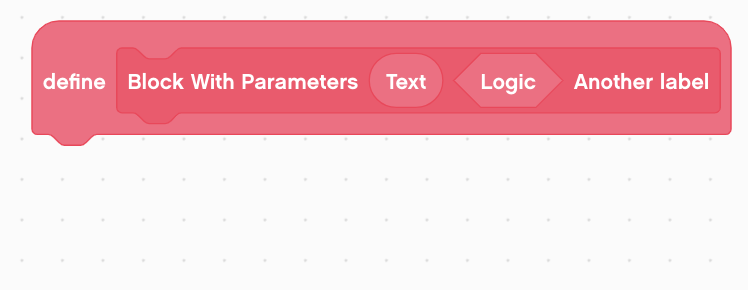 define Block With Parameters Text Logic Another label